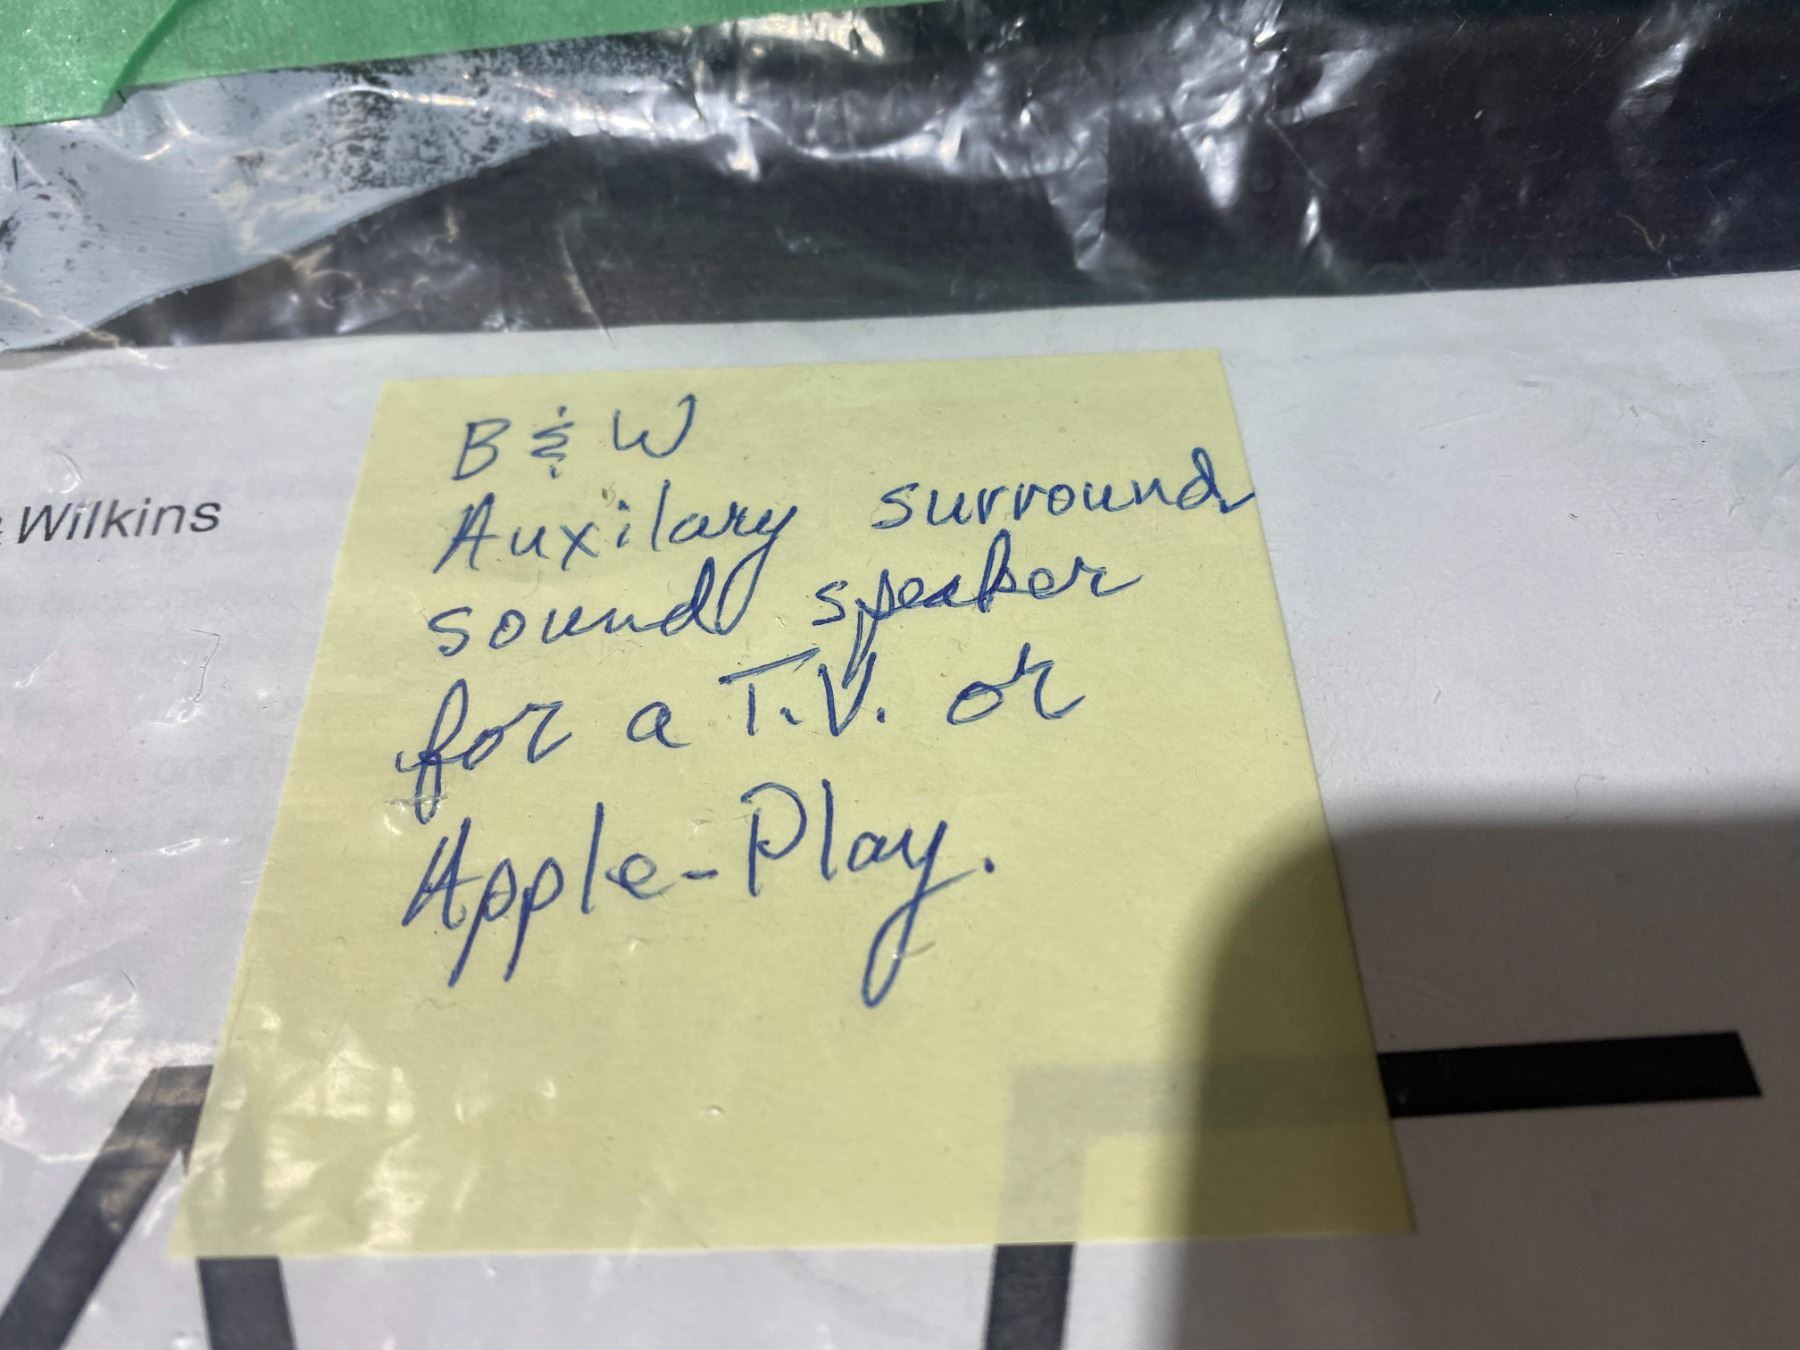 Wilkins
B & W
Auxilary surround
sound speaker
for a T.V. or
Apple-Play.